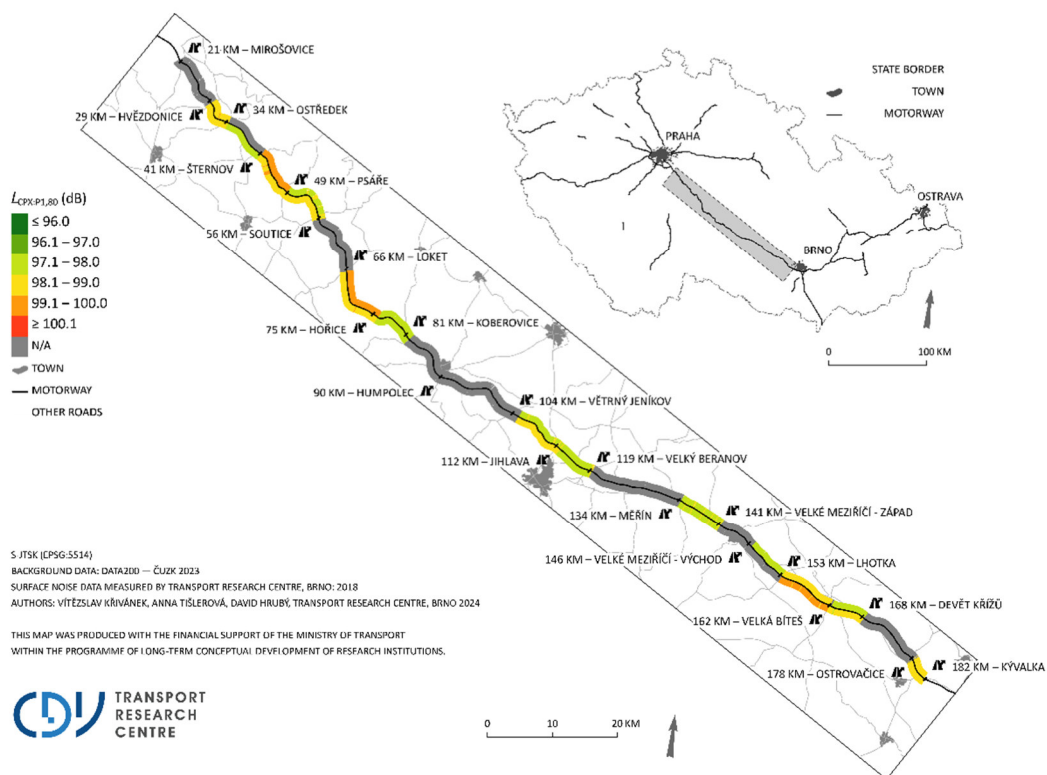 21 KM – MIROŠOVICE
29 KM – HVĚZDONICE
34 KM – OSTŘEDEK
41 KM – ŠTERNOV
49 KM – PSÁŘE
56 KM – SOUTICE
66 KM – LOKET
75 KM – HOŘICE
81 KM – KOBEROVICE
90 KM – HUMPOLEC
104 KM – VĚTRNÝ JENÍKOV
112 KM – JIHLAVA
119 KM – VELKÝ BERANOV
134 KM – MĚŘÍN
141 KM – VELKÉ MEZIŘÍČÍ - ZÁPAD
146 KM – VELKÉ MEZIŘÍČÍ - VÝCHOD
153 KM – LHOTKA
162 KM – VELKÁ BÍTEŠ
168 KM – DEVĚT KŘÍŽŮ
178 KM – OSTROVAČICE
182 KM – KÝVALKA
STATE BORDER
TOWN
MOTORWAY
PRAHA
OSTRAVA
BRNO
1
0 100 KM
LCPX:P1,80 (dB)
≤ 96.0
96.1 – 97.0
97.1 – 98.0
98.1 – 99.0
99.1 – 100.0
≥ 100.1
N/A
TOWN
MOTORWAY
OTHER ROADS
S JTSK (EPSG:5514)
BACKGROUND DATA: DATA200 — ČUZK 2023
SURFACE NOISE DATA MEASURED BY TRANSPORT RESEARCH CENTRE, BRNO: 2018
AUTHORS: VÍTĚZSLAV KŘIVÁNEK, ANNA TIŠLEROVÁ, DAVID HRUBÝ, TRANSPORT RESEARCH CENTRE, BRNO 2024
THIS MAP WAS PRODUCED WITH THE FINANCIAL SUPPORT OF THE MINISTRY OF TRANSPORT
WITHIN THE PROGRAMME OF LONG-TERM CONCEPTUAL DEVELOPMENT OF RESEARCH INSTITUTIONS.
CDV
TRANSPORT
RESEARCH
CENTRE
0 10 20 KM